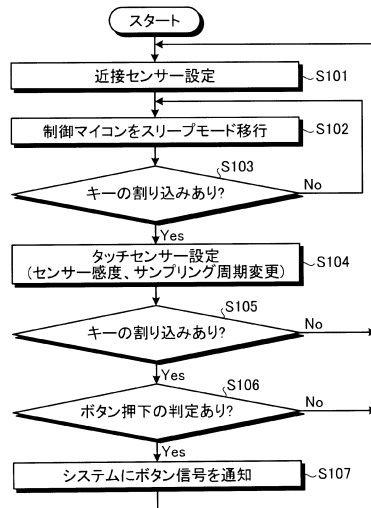 スタート
近接センサー設定
S101
制御マイコンをスリープモード移行
S102
S103
キーの割り込みあり?
No
Yes
タッチセンサー設定
(センサー感度、サンプリング周期変更)
S104
S105
キーの割り込みあり?
No
Yes
S106
ボタン押下の判定あり?
No
Yes
システムにボタン信号を通知
S107